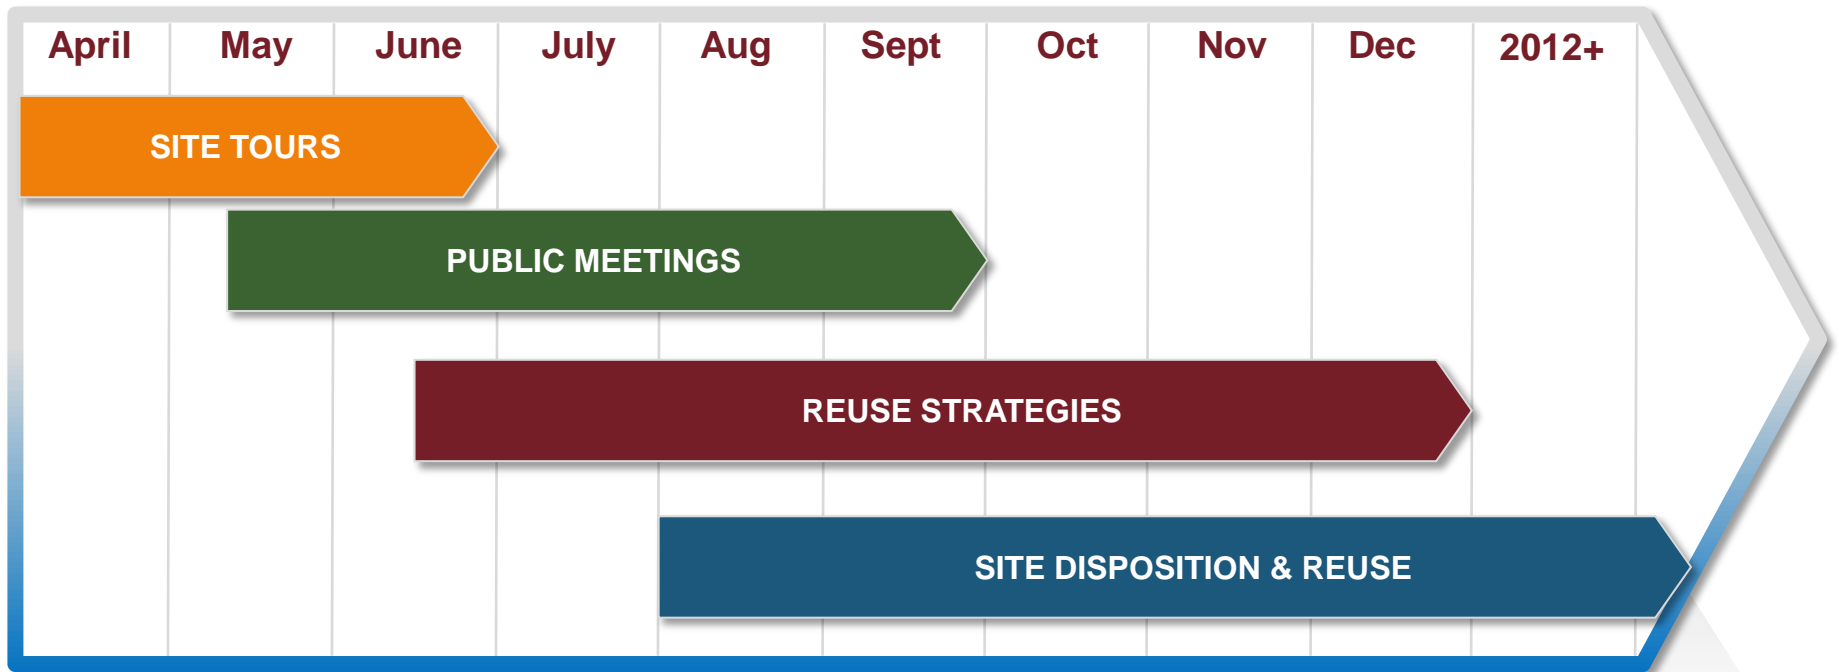 April May June July Aug Sept Oct Nov Dec 2012+
SITE TOURS
PUBLIC MEETINGS
REUSE STRATEGIES
SITE DISPOSITION & REUSE